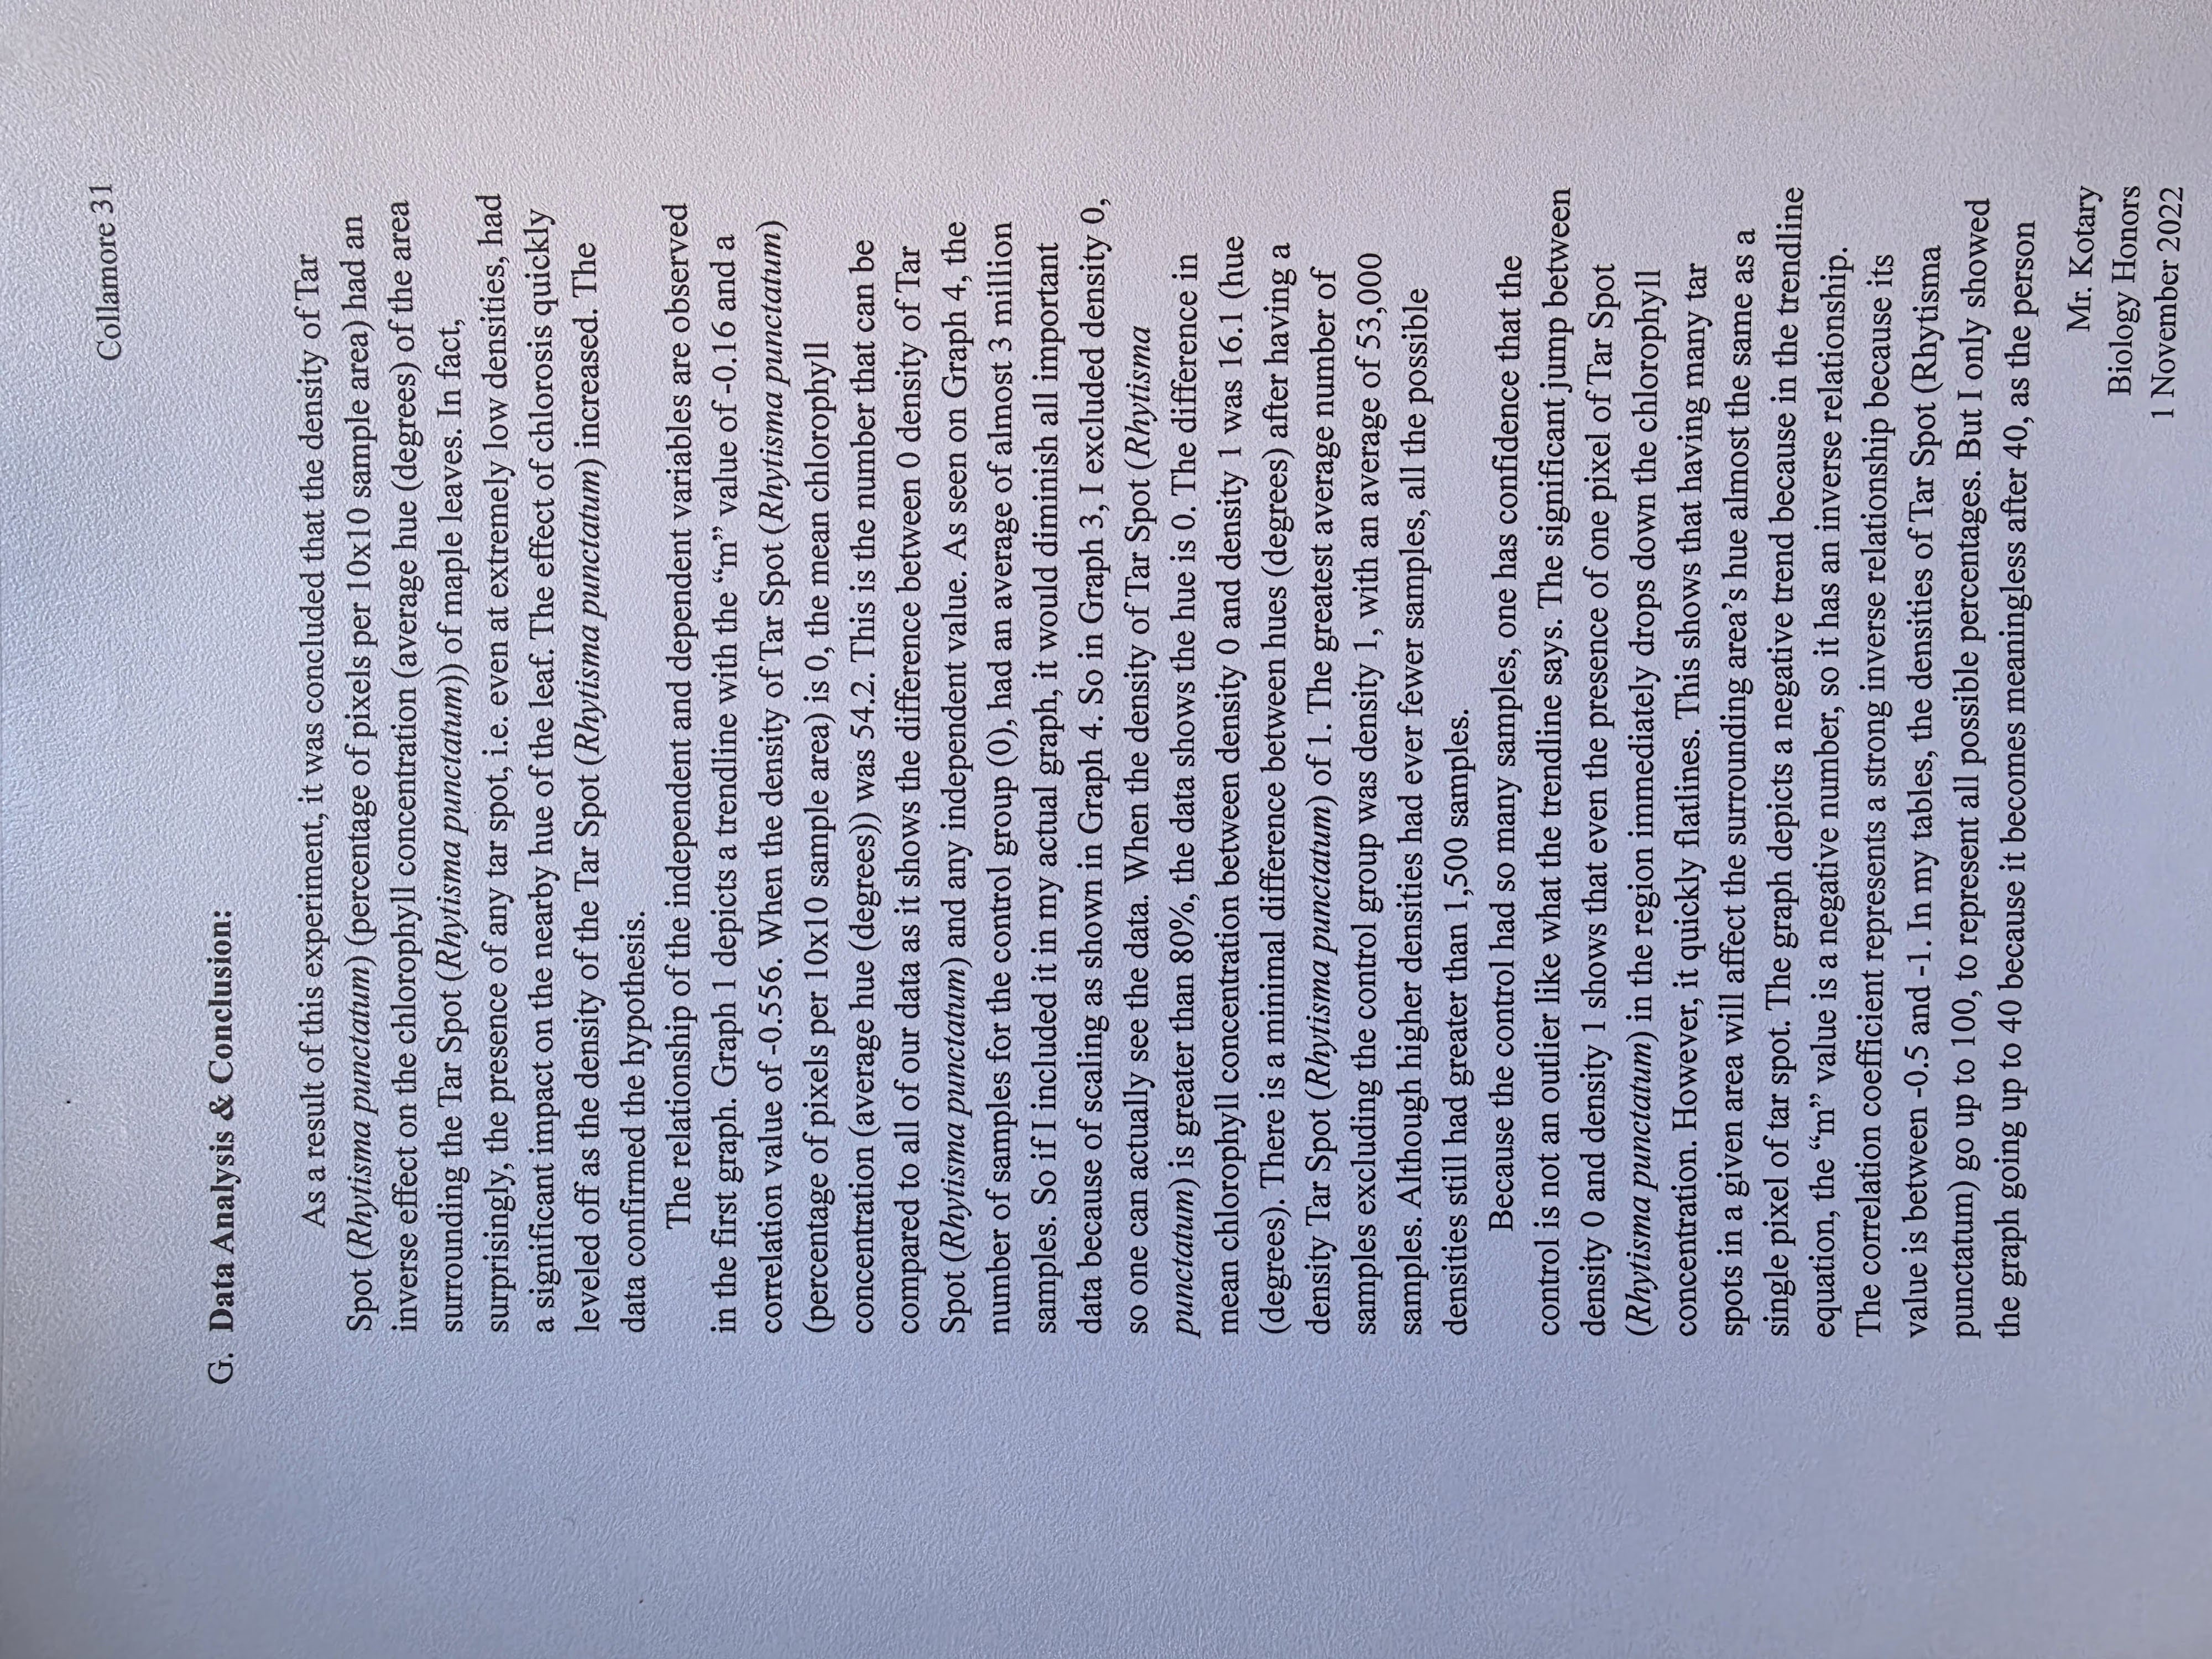 Collamore 31
G. Data Analysis & Conclusion:
As a result of this experiment, it was concluded that the density of Tar
Spot (Rhytisma punctatum) (percentage of pixels per 10x10 sample area) had an
inverse effect on the chlorophyll concentration (average hue (degrees) of the area
surrounding the Tar Spot (Rhytisma punctatum)) of maple leaves. In fact,
surprisingly, the presence of any tar spot, i.e. even at extremely low densities, had
a significant impact on the nearby hue of the leaf. The effect of chlorosis quickly
leveled off as the density of the Tar Spot (Rhytisma punctatum) increased. The
data confirmed the hypothesis.
The relationship of the independent and dependent variables are observed
in the first graph. Graph 1 depicts a trendline with the “m” value of -0.16 and a
correlation value of -0.556. When the density of Tar Spot (Rhytisma punctatum)
(percentage of pixels per 10x10 sample area) is 0, the mean chlorophyll
concentration (average hue (degrees)) was 54.2. This is the number that can be
compared to all of our data as it shows the difference between 0 density of Tar
Spot (Rhytisma punctatum) and any independent value. As seen on Graph 4, the
number of samples for the control group (0), had an average of almost 3 million
samples. So if I included it in my actual graph, it would diminish all important
data because of scaling as shown in Graph 4. So in Graph 3, I excluded density 0,
so one can actually see the data. When the density of Tar Spot (Rhytisma
punctatum) is greater than 80%, the data shows the hue is 0. The difference in
mean chlorophyll concentration between density 0 and density 1 was 16.1 (hue
(degrees). There is a minimal difference between hues (degrees) after having a
density Tar Spot (Rhytisma punctatum) of 1. The greatest average number of
samples excluding the control group was density 1, with an average of 53,000
samples. Although higher densities had ever fewer samples, all the possible
densities still had greater than 1,500 samples.
Because the control had so many samples, one has confidence that the
control is not an outlier like what the trendline says. The significant jump between
density 0 and density 1 shows that even the presence of one pixel of Tar Spot
(Rhytisma punctatum) in the region immediately drops down the chlorophyll
concentration. However, it quickly flatlines. This shows that having many tar
spots in a given area will affect the surrounding area’s hue almost the same as a
single pixel of tar spot. The graph depicts a negative trend because in the trendline
equation, the “m” value is a negative number, so it has an inverse relationship.
The correlation coefficient represents a strong inverse relationship because its
value is between -0.5 and -1. In my tables, the densities of Tar Spot (Rhytisma
punctatum) go up to 100, to represent all possible percentages. But I only showed
the graph going up to 40 because it becomes meaningless after 40, as the person
Mr. Kotary
Biology Honors
1 November 2022